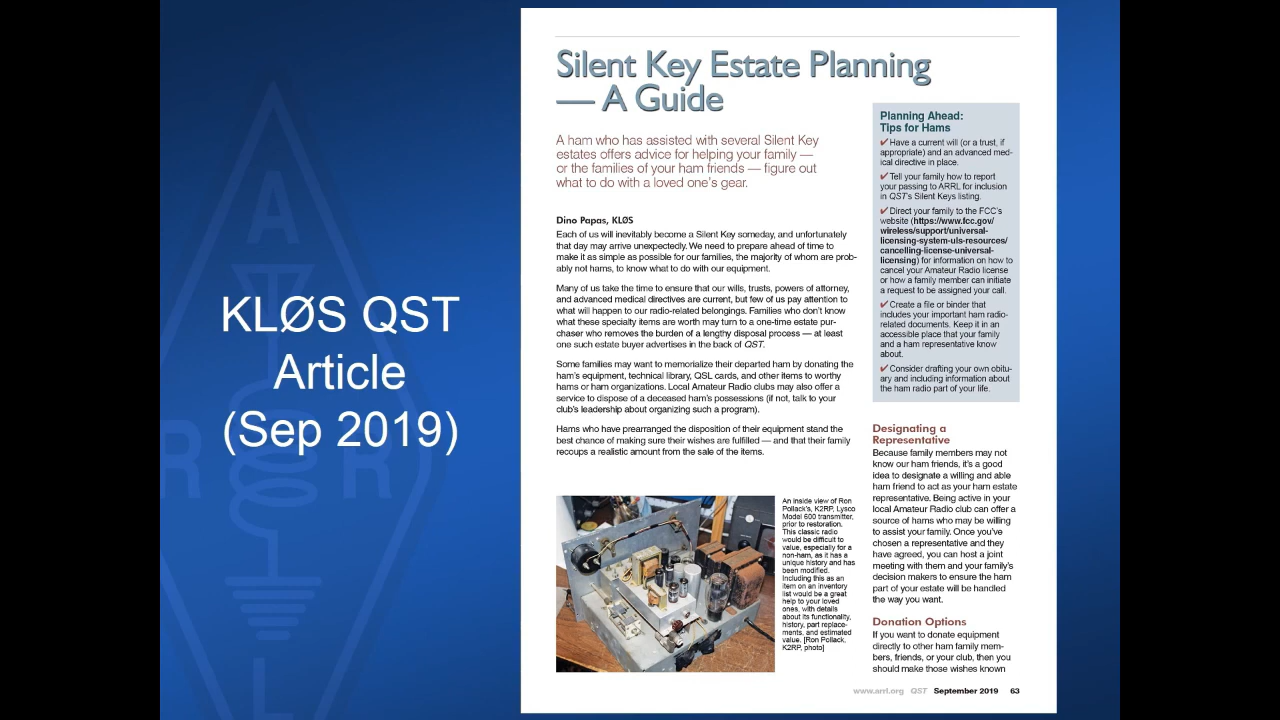 KLØS QST
Article
(Sep 2019)
Silent Key Estate Planning
— A Guide
A ham who has assisted with several Silent Key
estates offers advice for helping your family —
or the families of your ham friends — figure out
what to do with a loved one's gear.
Dino Papas, KLØS
Each of us will inevitably become a Silent Key someday, and unfortunately
that day may arrive unexpectedly. We need to prepare ahead of time to
make it as simple as possible for our families, the majority of whom are prob-
ably not hams, to know what to do with our equipment.
Many of us take the time to ensure that our wills, trusts, powers of attorney,
and advanced medical directives are current, but few of us pay attention to
what will happen to our radio-related belongings. Families who don't know
what these specialty items are worth may turn to a one-time estate pur-
chaser who removes the burden of a lengthy disposal process — at least
one such estate buyer advertises in the back of QST.
Some families may want to memorialize their departed ham by donating the
ham's equipment, technical library, QSL cards, and other items to worthy
hams or ham organizations. Local Amateur Radio clubs may also offer a
service to dispose of a deceased ham's possessions (if not, talk to your
club's leadership about organizing such a program).
Hams who have prearranged the disposition of their equipment stand the
best chance of making sure their wishes are fulfilled — and that their family
recoups a realistic amount from the sale of the items.
An inside view of Ron
Pollack's, K2RP, Lysco
Model 600 transmitter,
prior to restoration.
This classic radio
would be difficult to
value, especially for a
non-ham, as it has a
unique history and has
been modified.
Including this as an
item on an inventory
list would be a great
help to your loved
ones, with details
about its functionality,
history, part replace-
ments, and estimated
value. [Ron Pollack,
K2RP, photo]
Planning Ahead:
Tips for Hams
✔ Have a current will (or a trust, if
appropriate) and an advanced med-
ical directive in place.
✔ Tell your family how to report
your passing to ARRL for inclusion
in QST's Silent Keys listing.
✔ Direct your family to the FCC's
website (https://www.fcc.gov/
wireless/support/universal-
licensing-system-uls-resources/
cancelling-license-universal-
licensing) for information on how to
cancel your Amateur Radio license
or how a family member can initiate
a request to be assigned your call.
✔ Create a file or binder that
includes your important ham radio-
related documents. Keep it in an
accessible place that your family
and a ham representative know
about.
✔ Consider drafting your own obitu-
ary and including information about
the ham radio part of your life.
Designating a
Representative
Because family members may not
know our ham friends, it's a good
idea to designate a willing and able
ham friend to act as your ham estate
representative. Being active in your
local Amateur Radio club can offer a
source of hams who may be willing
to assist your family. Once you've
chosen a representative and they
have agreed, you can host a joint
meeting with them and your family's
decision makers to ensure the ham
part of your estate will be handled
the way you want.
Donation Options
If you want to donate equipment
directly to other ham family mem-
bers, friends, or your club, then you
should make those wishes known
www.arrl.org QST September 2019 63
A
R R
L